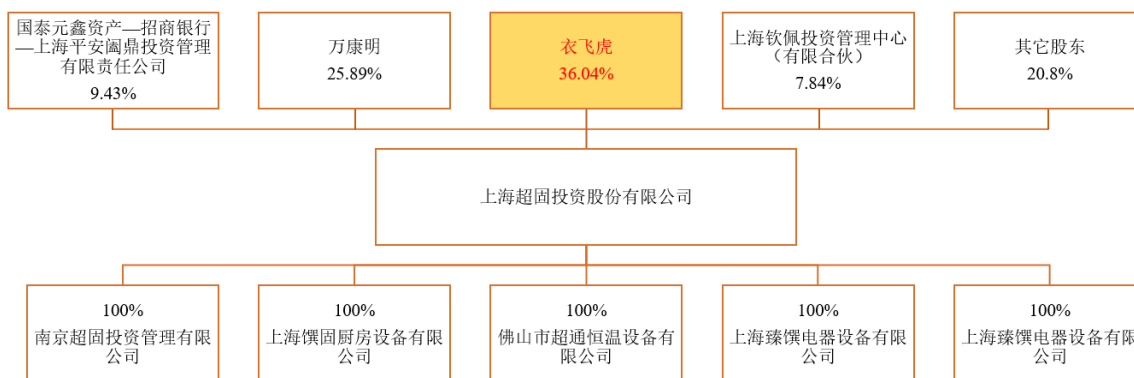 国泰元鑫资产—招商银行
—上海平安阖鼎投资管理
有限责任公司
9.43%
万康明
25.89%
衣飞虎
36.04%
上海钦佩投资管理中心
（有限合伙）
7.84%
其它股东
20.8%
上海超固投资股份有限公司
100%
南京超固投资管理有限
公司
100%
上海馔固厨房设备有限
公司
100%
佛山市超通恒温设备有
限公司
100%
上海臻馔电器设备有限
公司
100%
上海臻馔电器设备有限
公司